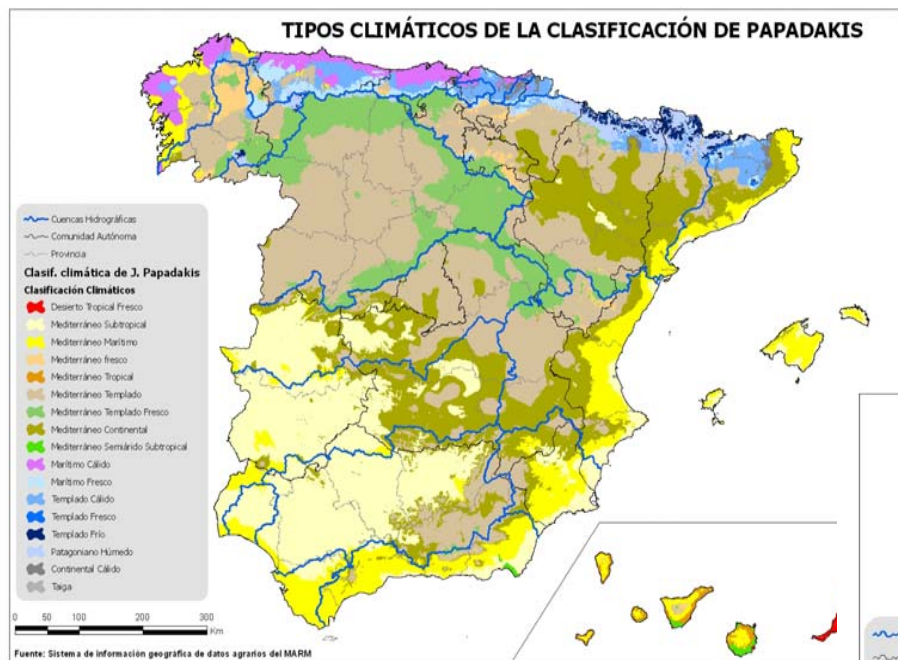 TIPOS CLIMÁTICOS DE LA CLASIFICACIÓN DE PAPADAKIS
Cuencas Hidrográficas
Comunidad Autónoma
Provincia
Clasif. climática de J. Papadakis
Clasificación Climáticos
Desierto Tropical Fresco
Mediterráneo Subtropical
Mediterráneo Marítimo
Mediterráneo fresco
Mediterráneo Tropical
Mediterráneo Templado
Mediterráneo Templado Fresco
Mediterráneo Continental
Mediterráneo Semiárido Subtropical
Marítimo Cálido
Marítimo Fresco
Templado Cálido
Templado Fresco
Templado Frío
Patagoniano Húmedo
Continental Cálido
Taiga
0 50 100 200 300
Km
Fuente: Sistema de información geográfica de datos agrarios del MARM